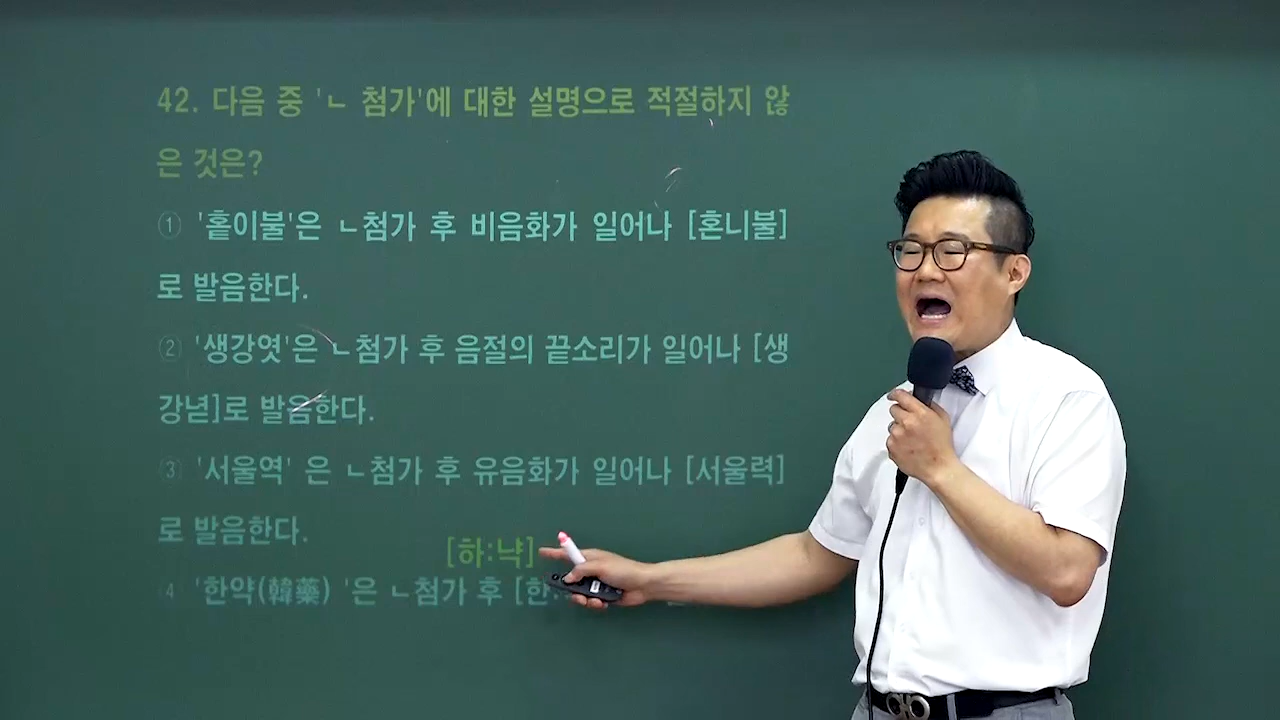 42. 다음 중 'ㄴ 첨가'에 대한 설명으로 적절하지 않
은 것은?
① '홑이불'은 ㄴ첨가 후 비음화가 일어나 [혼니불]
로 발음한다.
② '생강엿'은 ㄴ첨가 후 음절의 끝소리가 일어나 [생
강녇]로 발음한다.
③ '서울역' 은 ㄴ첨가 후 유음화가 일어나 [서울력]
로 발음한다.
[하:냑]
4 '한약(韓藥) '은 ㄴ첨가 후